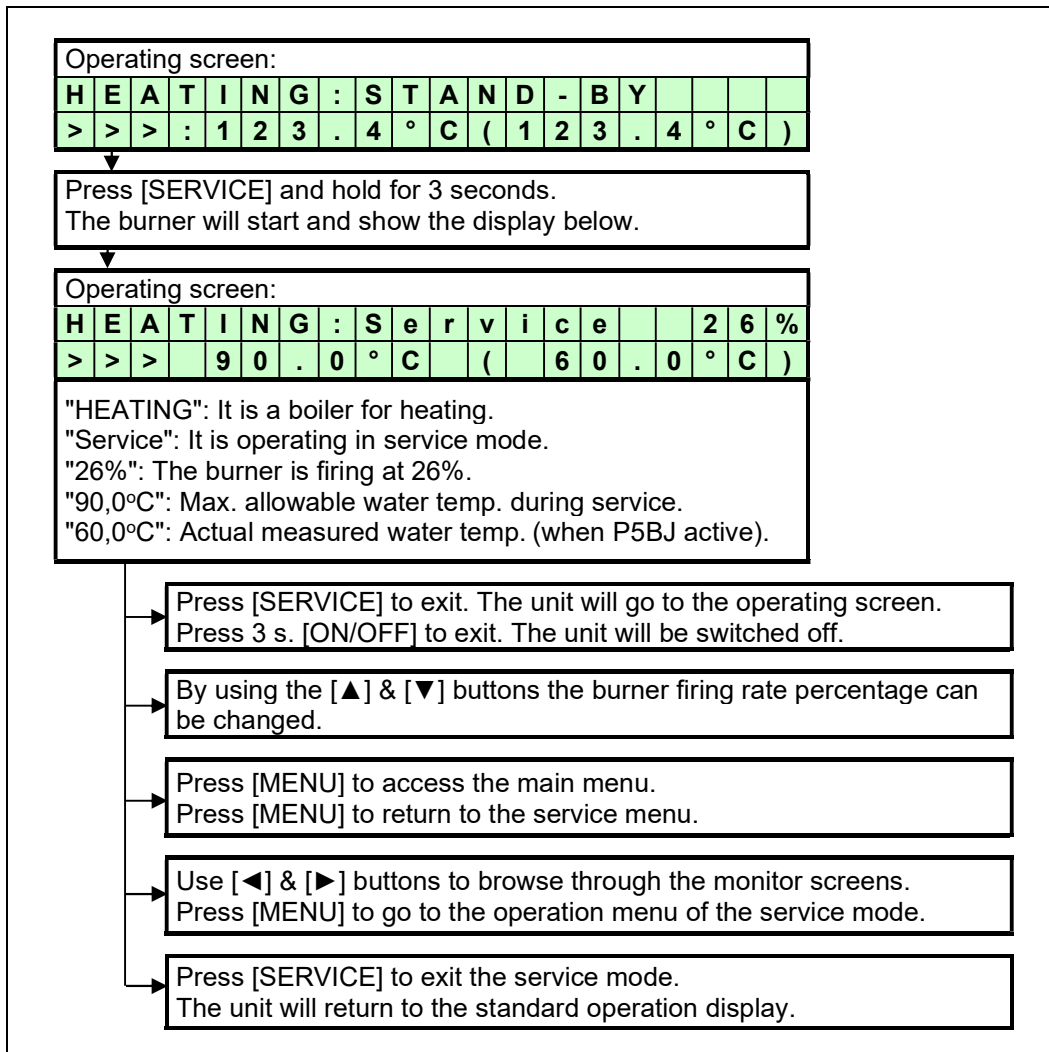 Operating screen:
HEATING:STAND-BY
>>>:123.4°C(123.4°C)
Press [SERVICE] and hold for 3 seconds.
The burner will start and show the display below.
Operating screen:
HEATING:Service  26%
>>> 90.0°C ( 60.0°C)
"HEATING": It is a boiler for heating.
"Service": It is operating in service mode.
"26%": The burner is firing at 26%.
"90,0ºC": Max. allowable water temp. during service.
"60,0ºC": Actual measured water temp. (when P5BJ active).
Press [SERVICE] to exit. The unit will go to the operating screen.
Press 3 s. [ON/OFF] to exit. The unit will be switched off.
By using the [▲] & [▼] buttons the burner firing rate percentage can
be changed.
Press [MENU] to access the main menu.
Press [MENU] to return to the service menu.
Use [◄] & [►] buttons to browse through the monitor screens.
Press [MENU] to go to the operation menu of the service mode.
Press [SERVICE] to exit the service mode.
The unit will return to the standard operation display.